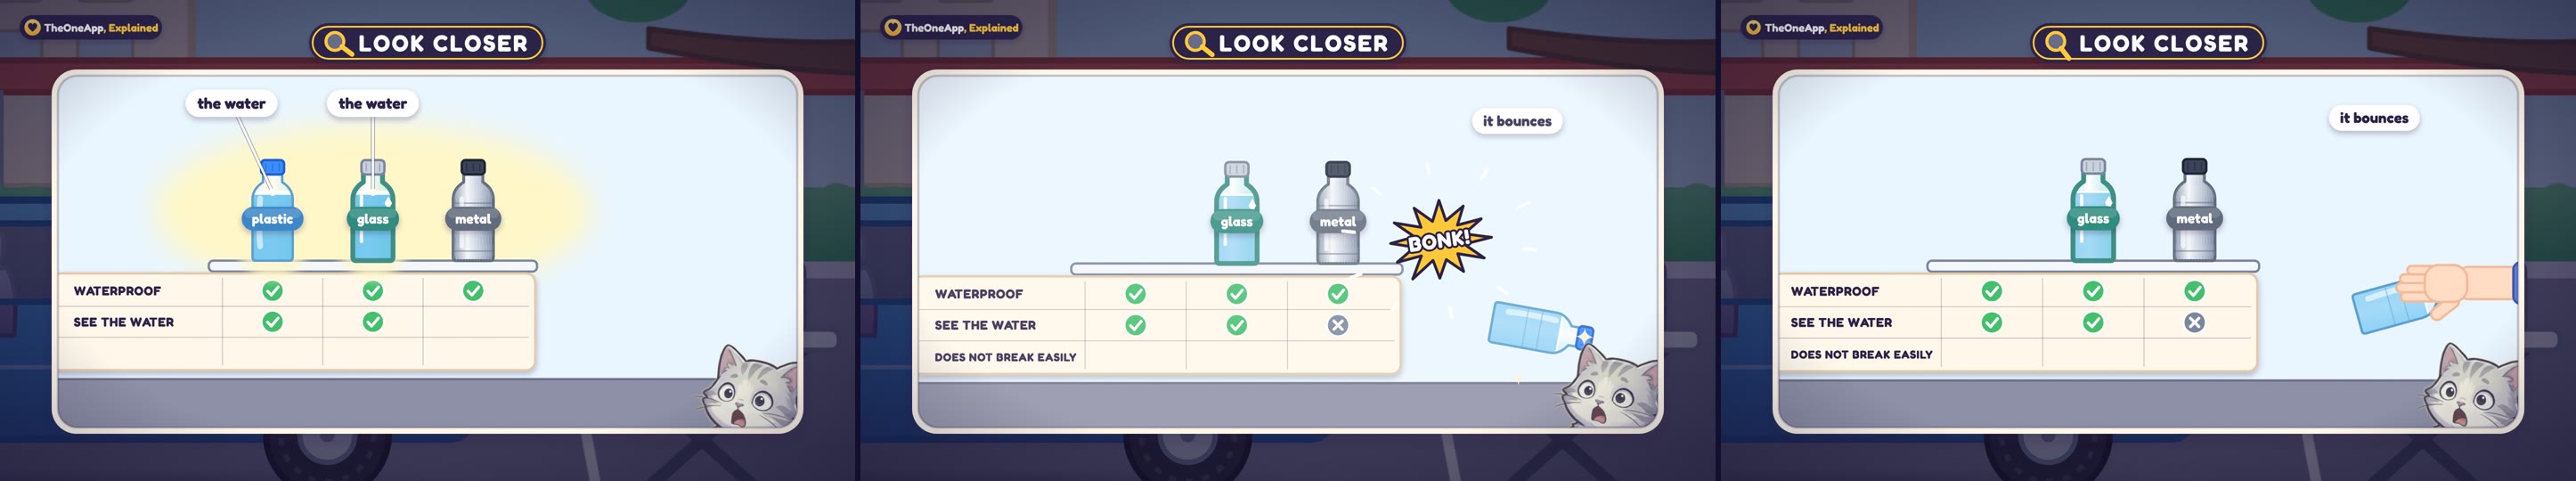 TheOneApp, Explained
LOOK CLOSER
the water
the water
plastic
glass
metal
WATERPROOF
SEE THE WATER
TheOneApp, Explained
LOOK CLOSER
it bounces
glass
metal
BONK!
WATERPROOF
SEE THE WATER
DOES NOT BREAK EASILY
TheOneApp, Explained
LOOK CLOSER
it bounces
glass
metal
WATERPROOF
SEE THE WATER
DOES NOT BREAK EASILY